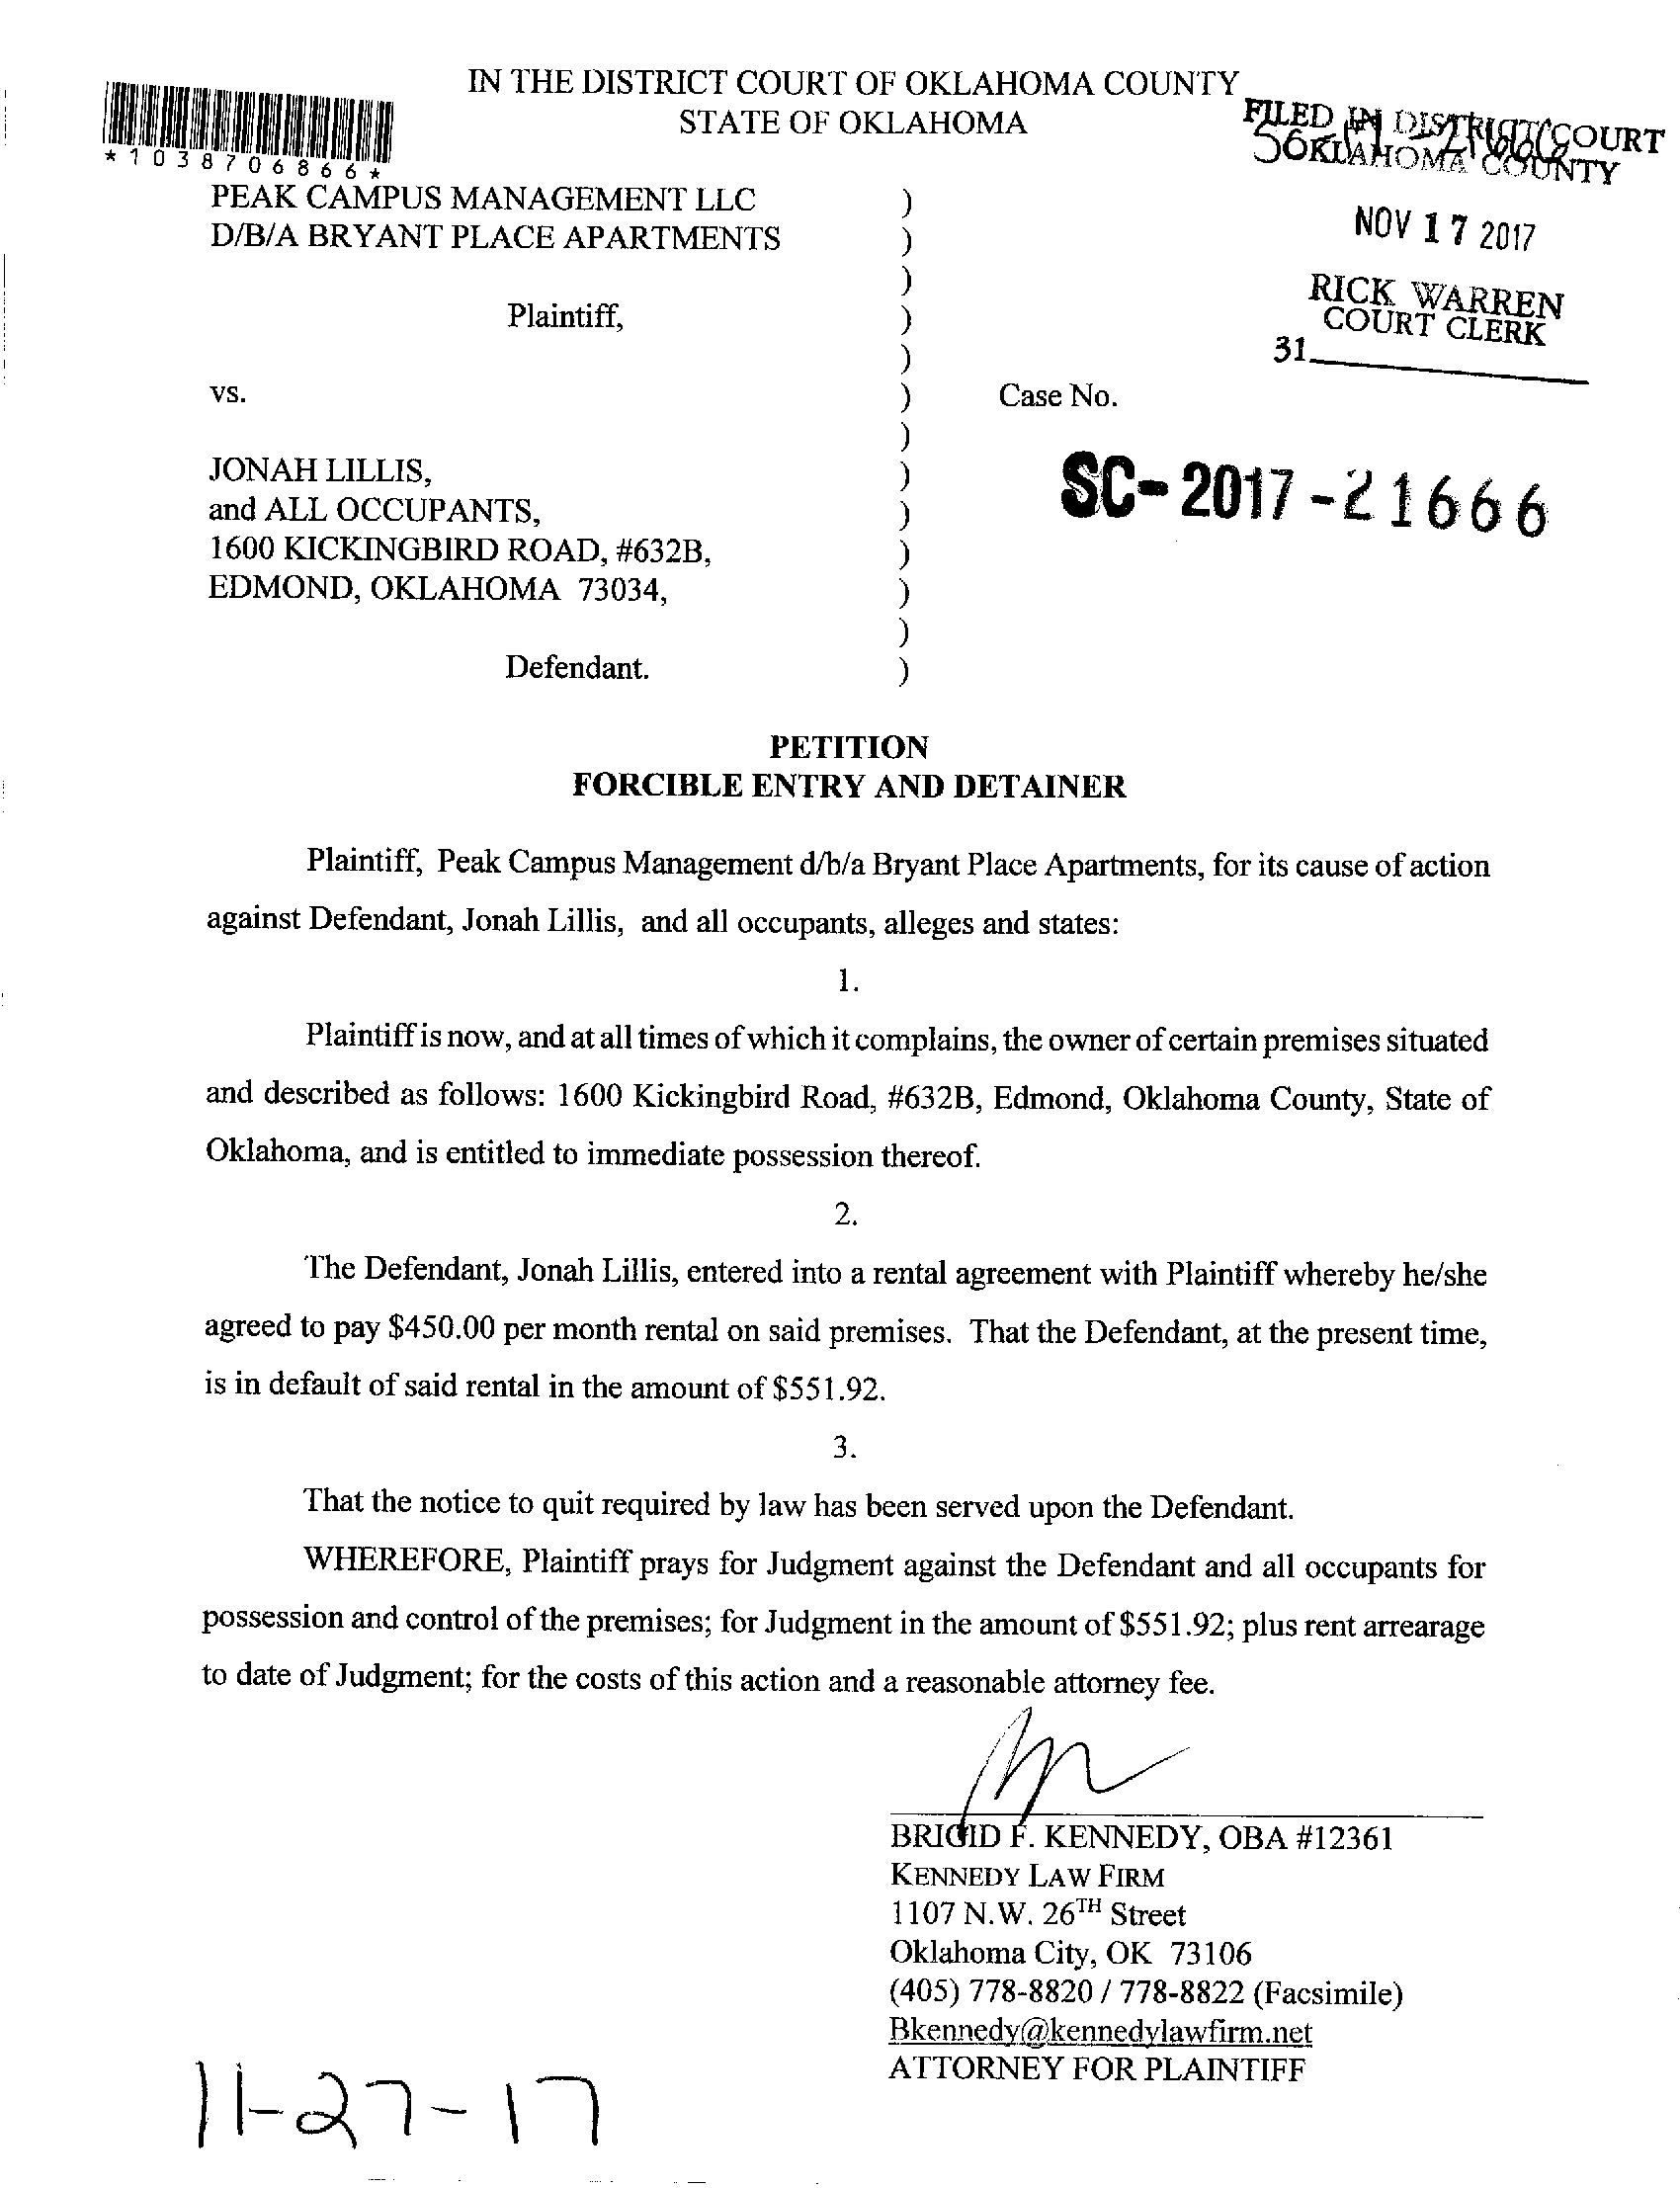 IN THE DISTRICT COURT OF OKLAHOMA COUNTY
STATE OF OKLAHOMA
FILED IN DISTRICT COURT
OKLAHOMA COUNTY
*1038706866*
PEAK CAMPUS MANAGEMENT LLC )
D/B/A BRYANT PLACE APARTMENTS )
NOV 17 2017
)
RICK WARREN
COURT CLERK
Plaintiff, )
31
)
vs. ) Case No.
)
JONAH LILLIS, )
SC-2017-21666
and ALL OCCUPANTS, )
1600 KICKINGBIRD ROAD, #632B, )
EDMOND, OKLAHOMA 73034, )
)
Defendant. )
PETITION
FORCIBLE ENTRY AND DETAINER
Plaintiff, Peak Campus Management d/b/a Bryant Place Apartments, for its cause of action
against Defendant, Jonah Lillis, and all occupants, alleges and states:
1.
Plaintiff is now, and at all times of which it complains, the owner of certain premises situated
and described as follows: 1600 Kickingbird Road, #632B, Edmond, Oklahoma County, State of
Oklahoma, and is entitled to immediate possession thereof.
2.
The Defendant, Jonah Lillis, entered into a rental agreement with Plaintiff whereby he/she
agreed to pay $450.00 per month rental on said premises. That the Defendant, at the present time,
is in default of said rental in the amount of $551.92.
3.
That the notice to quit required by law has been served upon the Defendant.
WHEREFORE, Plaintiff prays for Judgment against the Defendant and all occupants for
possession and control of the premises; for Judgment in the amount of $551.92; plus rent arrearage
to date of Judgment; for the costs of this action and a reasonable attorney fee.
BRIGID F. KENNEDY, OBA #12361
KENNEDY LAW FIRM
1107 N.W. 26TH Street
Oklahoma City, OK 73106
(405) 778-8820 / 778-8822 (Facsimile)
Bkennedy@kennedylawfirm.net
ATTORNEY FOR PLAINTIFF
11-27-17